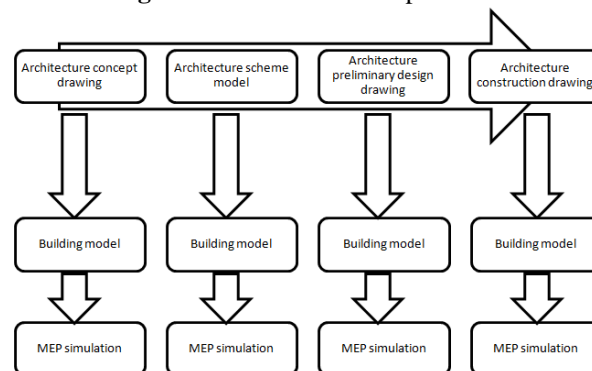 Architecture concept
drawing
Architecture scheme
model
Architecture
preliminary design
drawing
Architecture
construction drawing
Building model
Building model
Building model
Building model
MEP simulation
MEP simulation
MEP simulation
MEP simulation